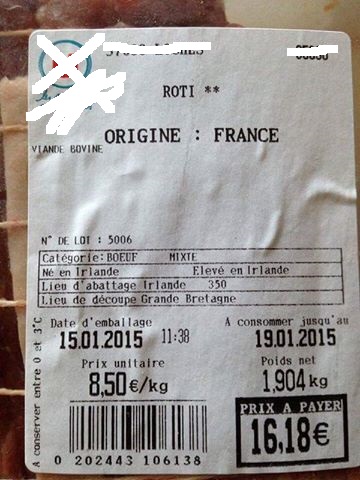 ROTI **
ORIGINE : FRANCE
VIANDE BOVINE
N° DE LOT : 5006
Catégorie: BOEUF MIXTE
Né en Irlande Elevé en Irlande
Lieu d'abattage Irlande 350
Lieu de découpe Grande Bretagne
Date d'emballage A consommer jusqu'au
15.01.2015 11:38 19.01.2015
Prix unitaire Poids net
8,50€/kg 1,904 kg
PRIX A PAYER
16,18€
0 202443 106138
A conserver entre 0 et 3°C